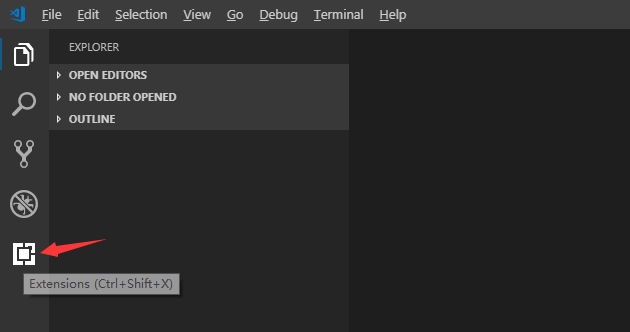 File Edit Selection View Go Debug Terminal Help
EXPLORER
OPEN EDITORS
NO FOLDER OPENED
OUTLINE
Extensions (Ctrl+Shift+X)